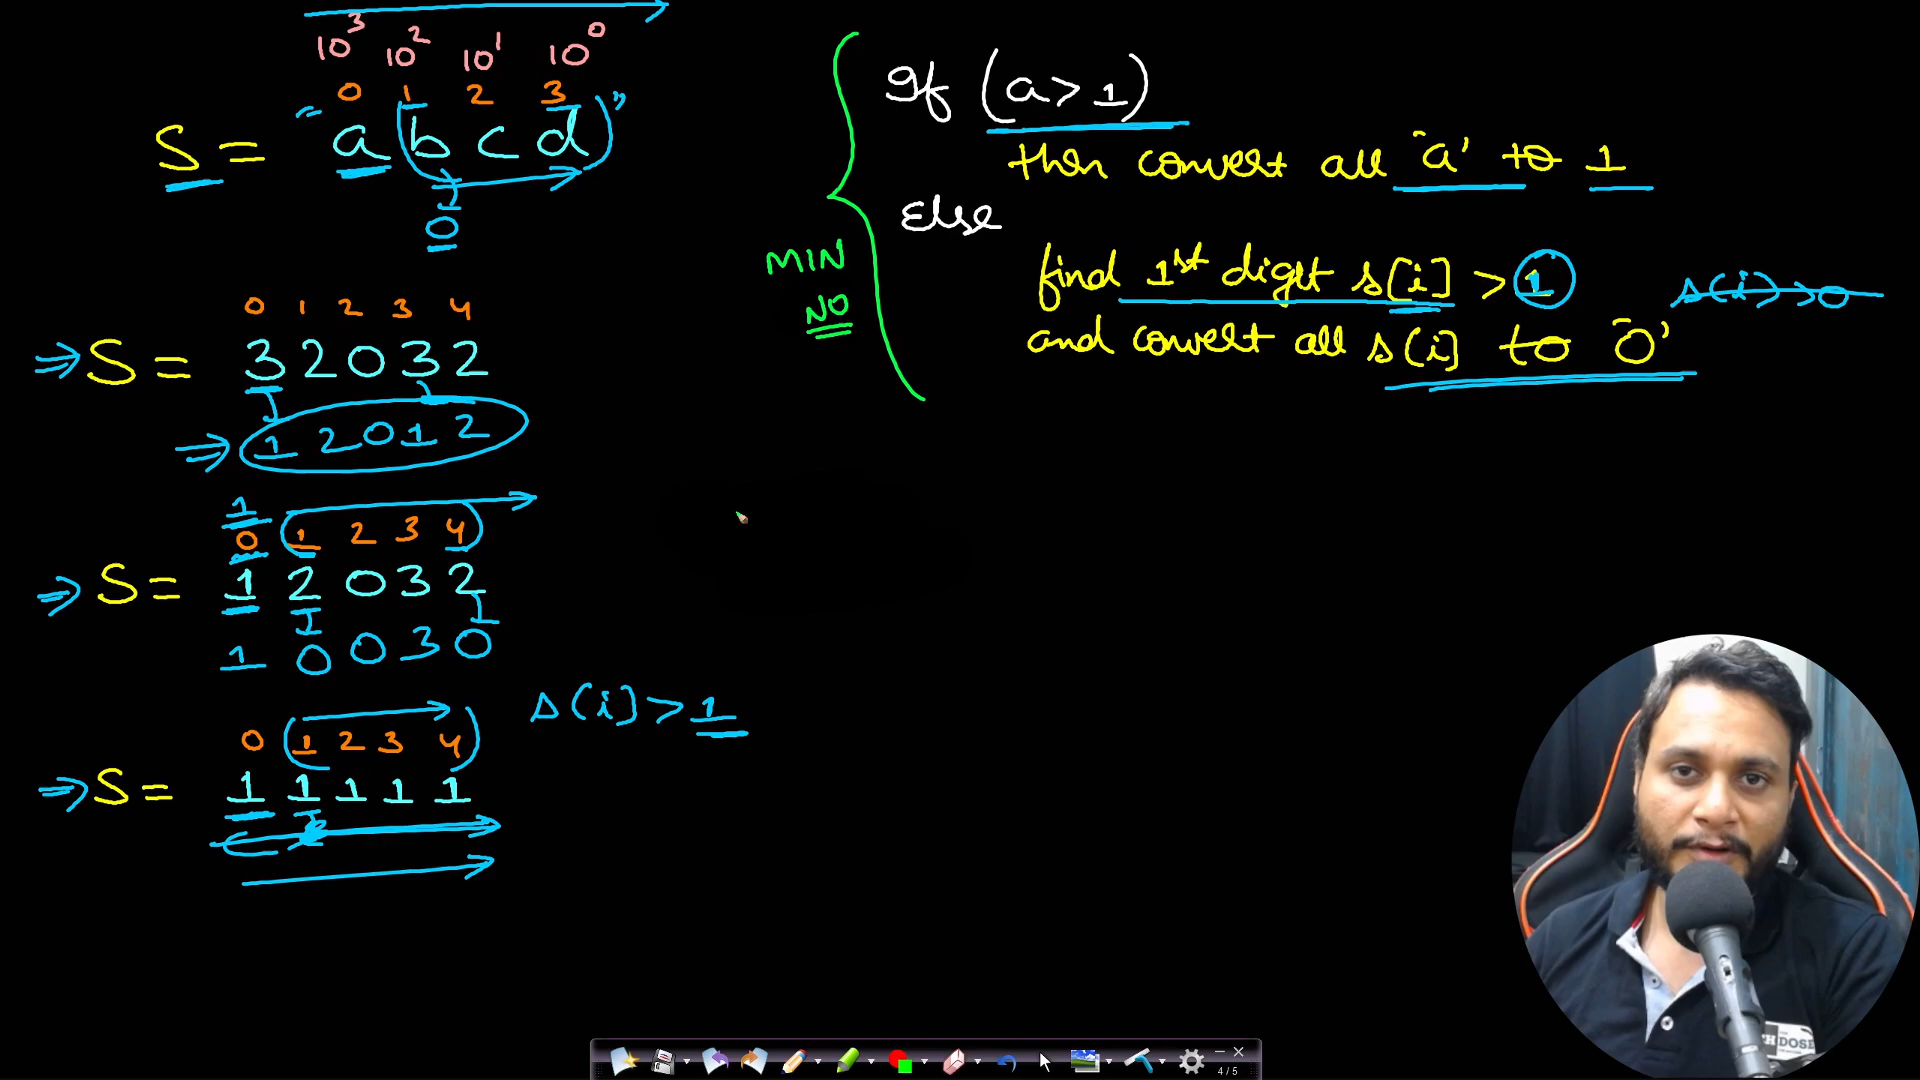 10³ 10² 10¹ 10⁰
0 1 2 3
S = "a b c d"
0
0 1 2 3 4
⇒ S = 3 2 0 3 2
⇒ 1 2 0 1 2
1
0 1 2 3 4
⇒ S = 1 2 0 3 2
1 0 0 3 0
0 1 2 3 4
⇒ S = 1 1 1 1 1
s(i] > 1
MIN
NO
If (a > 1)
then convert all 'a' to 1
Else
find 1st digit s[i] > 1
s(i) > 0
and convert all s(i] to '0'
4/5